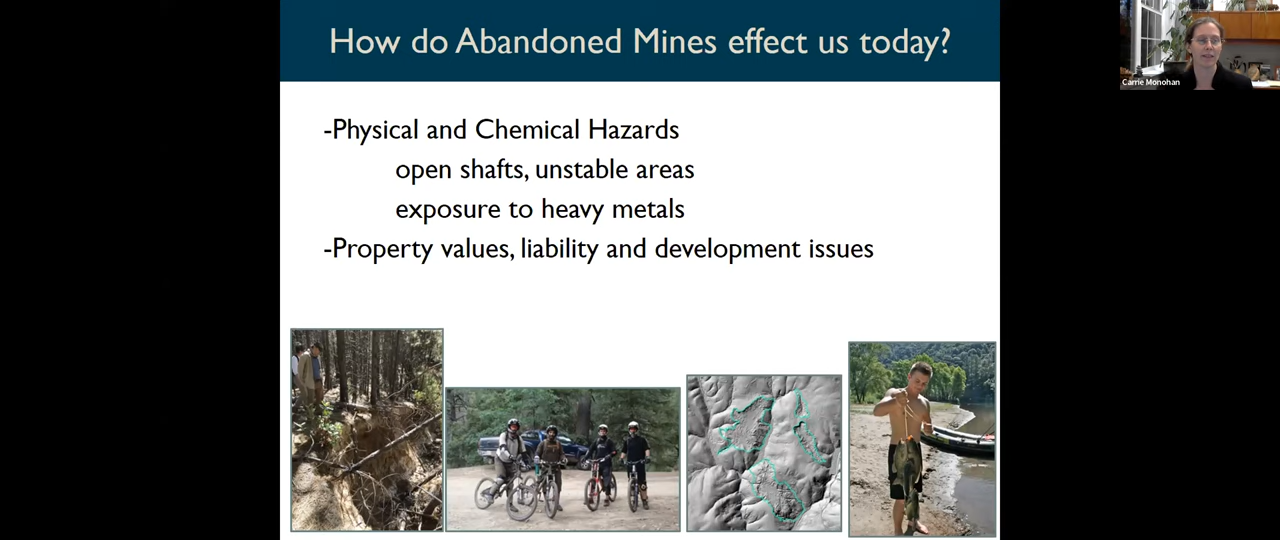 How do Abandoned Mines effect us today?
Carrie Monohan
-Physical and Chemical Hazards
open shafts, unstable areas
exposure to heavy metals
-Property values, liability and development issues